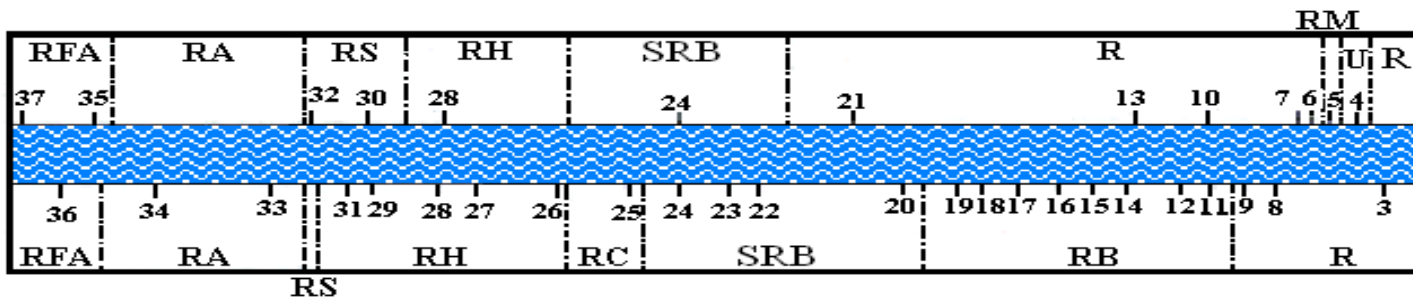 RM
RFA RA RS RH SRB R U R
37 35 32 30 28 24 21 13 10 7 6 5 4
36 34 33 31 29 28 27 26 25 24 23 22 20 19 18 17 16 15 14 12 11 9 8 3
RFA RA RH RC SRB RB R
RS